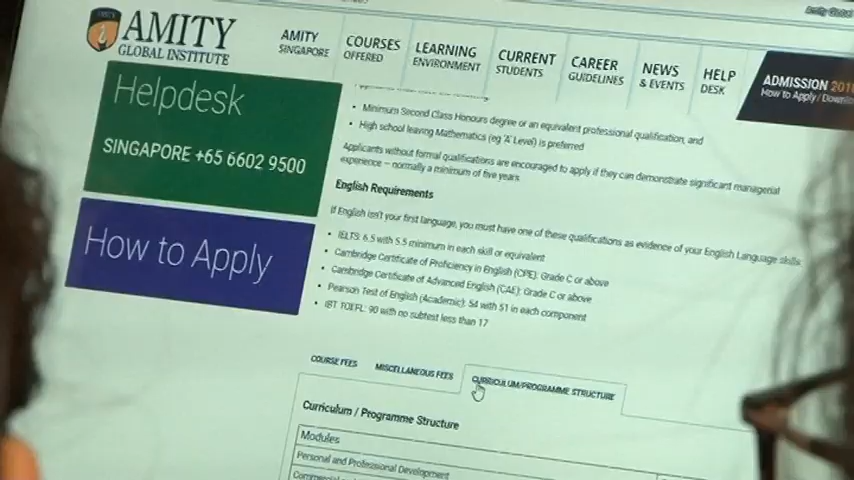 Amity Global
AMITY
GLOBAL INSTITUTE
AMITY
SINGAPORE
COURSES
OFFERED
LEARNING
ENVIRONMENT
CURRENT
STUDENTS
CAREER
GUIDELINES
NEWS
& EVENTS
HELP
DESK
ADMISSION 201
How to Apply / Downlo
Helpdesk
SINGAPORE +65 6602 9500
How to Apply
• Minimum Second Class Honours degree or an equivalent professional qualification, and
• High school leaving Mathematics (eg 'A' Level) is preferred
Applicants without formal qualifications are encouraged to apply if they can demonstrate significant managerial
experience – normally a minimum of five years
English Requirements
If English isn't your first language, you must have one of these qualifications as evidence of your English Language skills:
• IELTS: 6.5 with 5.5 minimum in each skill or equivalent
• Cambridge Certificate of Proficiency in English (CPE): Grade C or above
• Cambridge Certificate of Advanced English (CAE): Grade C or above
• Pearson Test of English (Academic): 54 with 51 in each component
• IBT TOEFL: 90 with no subtest less than 17
COURSE FEES
MISCELLANEOUS FEES
CURRICULUM/PROGRAMME STRUCTURE
Curriculum / Programme Structure
Modules
Personal and Professional Development